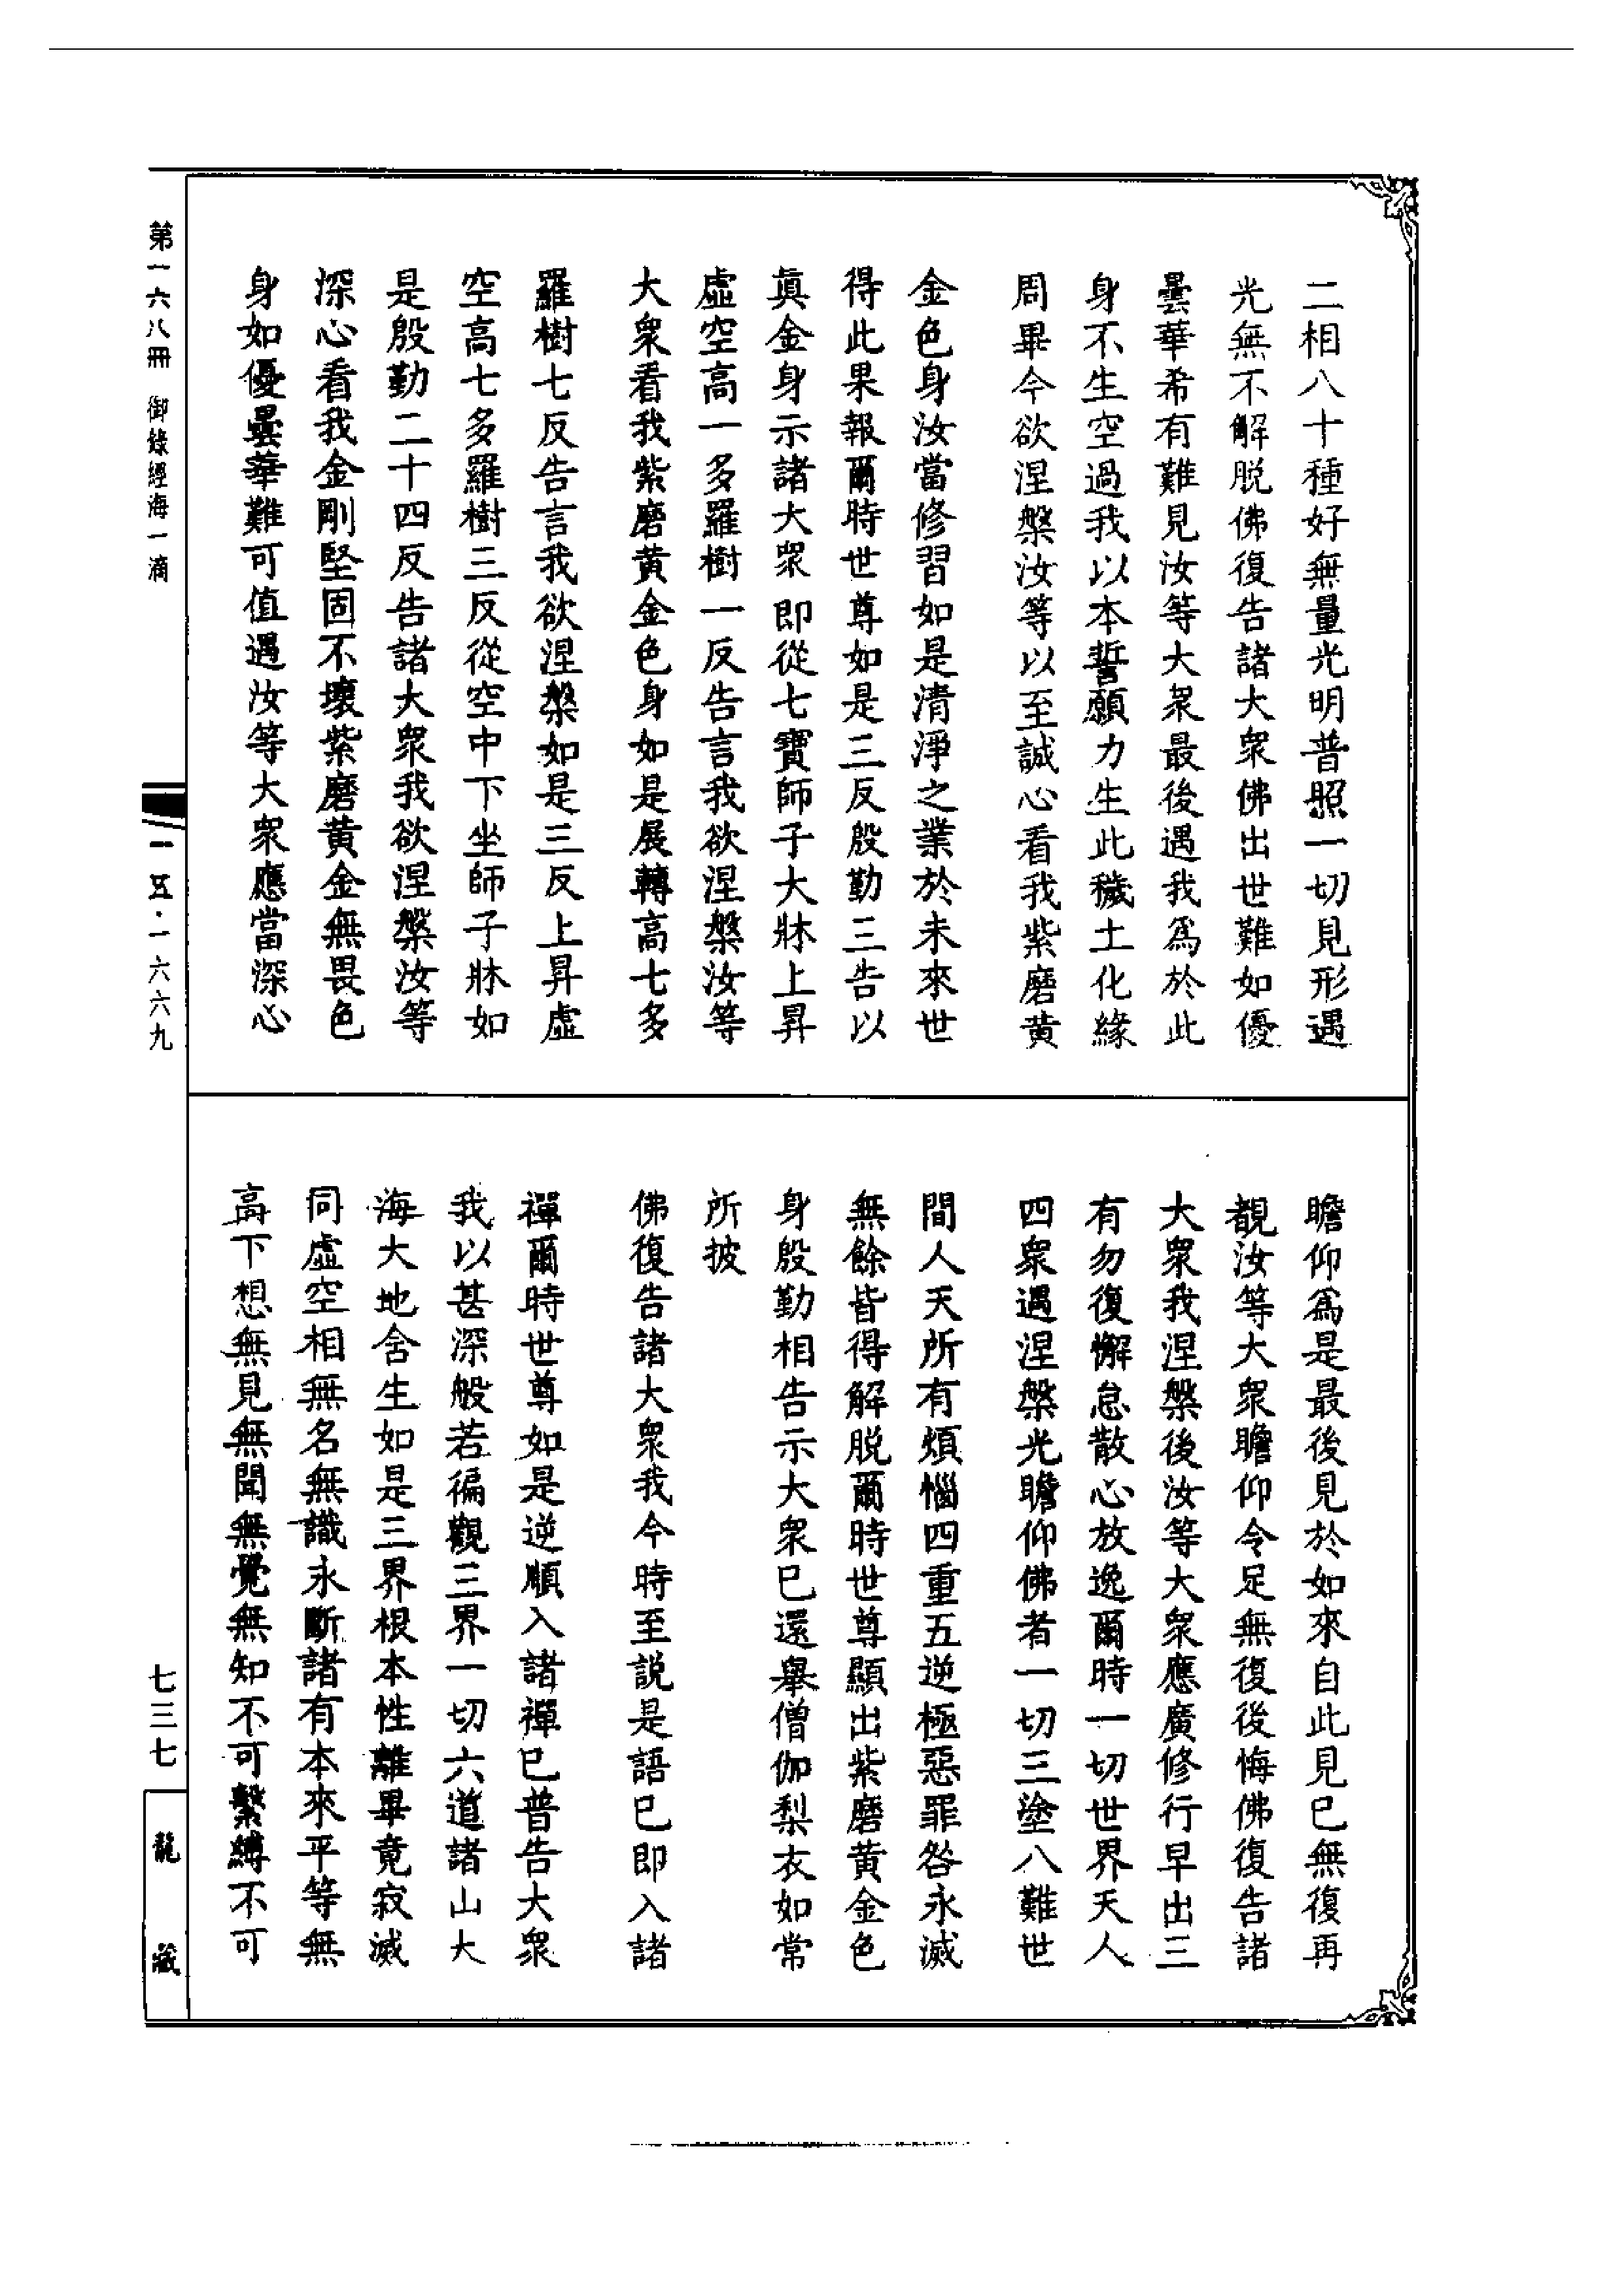 二相八十種好無量光明普照一切見形遇
光無不解脱佛復告諸大衆佛出世難如優
曇華希有難見汝等大衆最後遇我爲於此
身不生空過我以本誓願力生此穢土化緣
周畢今欲涅槃汝等以至誠心看我紫磨黃
金色身汝當修習如是清淨之業於未來世
得此果報爾時世尊如是三反殷勤三告以
真金身示諸大衆即從七寶師子大牀上昇
虛空高一多羅樹一反告言我欲涅槃汝等
大衆看我紫磨黃金色身如是展轉高七多
羅樹七反告言我欲涅槃如是三反上昇虛
空高七多羅樹三反從空中下坐師子牀如
是殷勤二十四反告諸大衆我欲涅槃汝等
深心看我金剛堅固不壞紫磨黃金無畏色
身如優曇華難可值遇汝等大衆應當深心
瞻仰爲是最後見於如來自此見已無復再
覩汝等大衆瞻仰令足無復後悔佛復告諸
大衆我涅槃後汝等大衆應廣修行早出三
有勿復懈怠散心放逸爾時一切世界天人
四衆遇涅槃光瞻仰佛者一切三塗八難世
間人天所有煩惱四重五逆極惡罪咎永滅
無餘皆得解脱爾時世尊顯出紫磨黃金色
身殷勤相告示大衆已還舉僧伽梨衣如常
所披
佛復告諸大衆我今時至説是語已即入諸
禪爾時世尊如是逆順入諸禪已普告大衆
我以甚深般若徧觀三界一切六道諸山大
海大地含生如是三界根本性離畢竟寂滅
同虛空相無名無識永斷諸有本來平等無
高下想無見無聞無覺無知不可繫縛不可
第一六八冊 御錄經海一滴
一一五·一六六九
七三七
龍藏